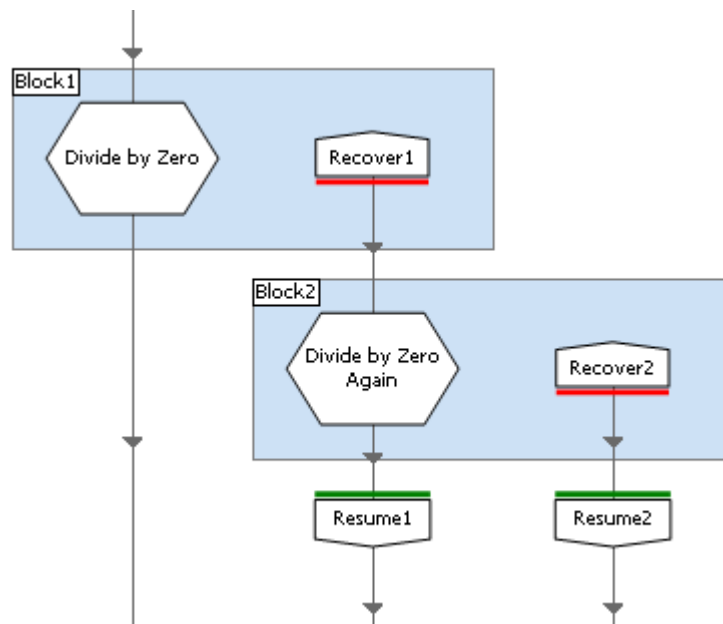 Block1
Divide by Zero
Recover1
Block2
Divide by Zero
Again
Recover2
Resume1
Resume2